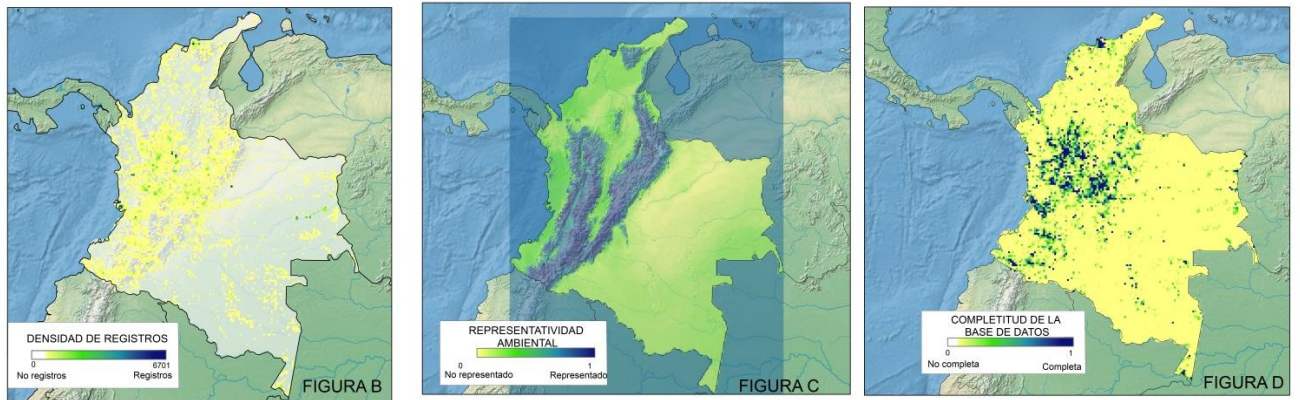 DENSIDAD DE REGISTROS
0 6701
No registros Registros
FIGURA B
REPRESENTATIVIDAD
AMBIENTAL
0 1
No representado Representado
FIGURA C
COMPLETITUD DE LA
BASE DE DATOS
0 1
No completa Completa
FIGURA D